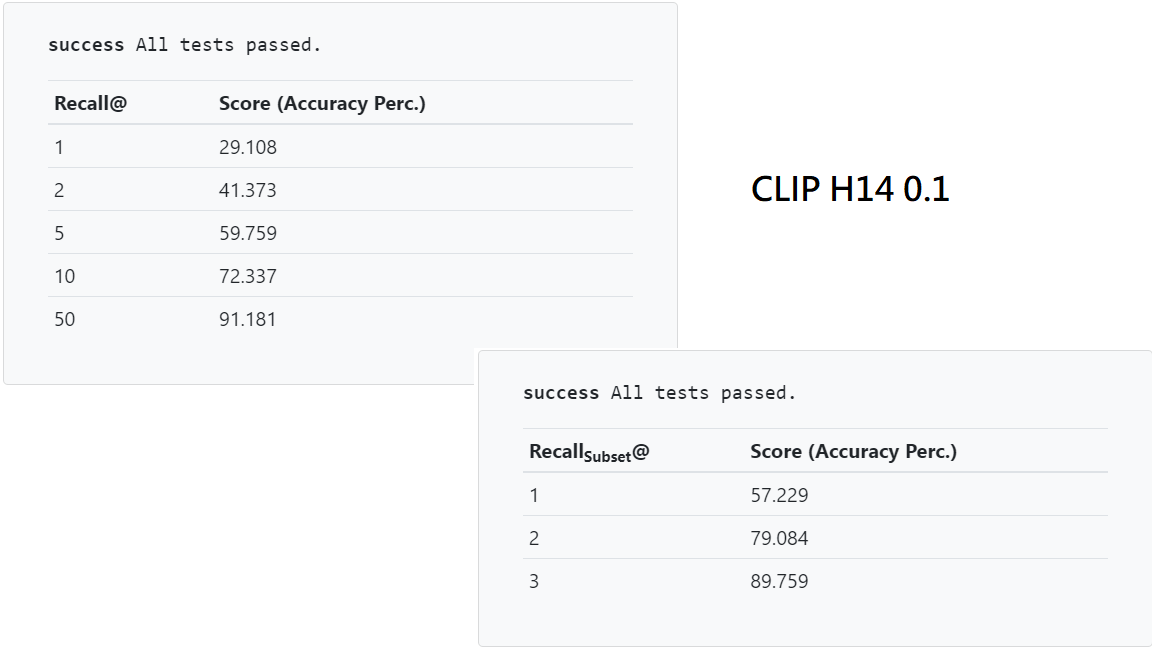 success All tests passed.
Recall@ Score (Accuracy Perc.)
1 29.108
2 41.373
5 59.759
10 72.337
50 91.181
CLIP H14 0.1
success All tests passed.
RecallSubset@ Score (Accuracy Perc.)
1 57.229
2 79.084
3 89.759